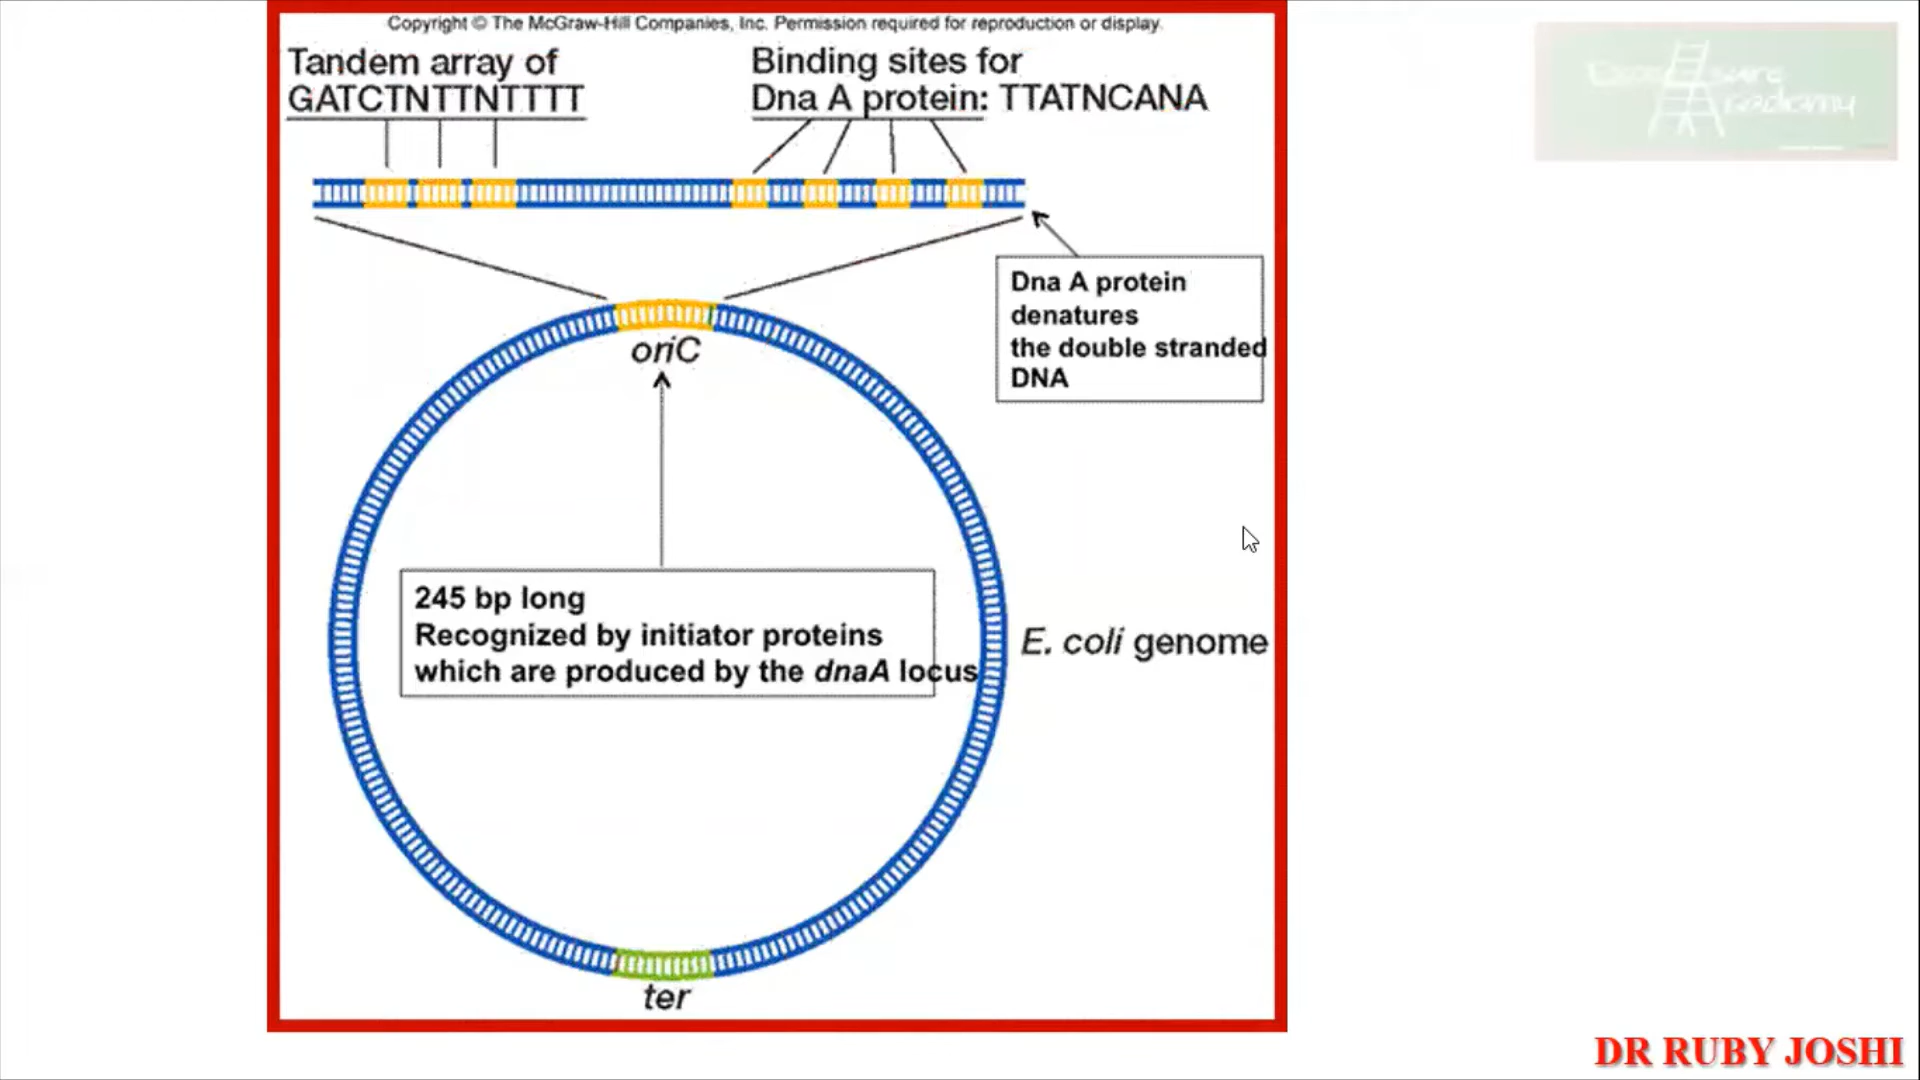 Copyright © The McGraw-Hill Companies, Inc. Permission required for reproduction or display.
Tandem array of
GATCTNTTNTTTT
Binding sites for
Dna A protein: TTATNCANA
Dna A protein
denatures
the double stranded
DNA
oriC
245 bp long
Recognized by initiator proteins
which are produced by the dnaA locus
E. coli genome
ter
DR RUBY JOSHI